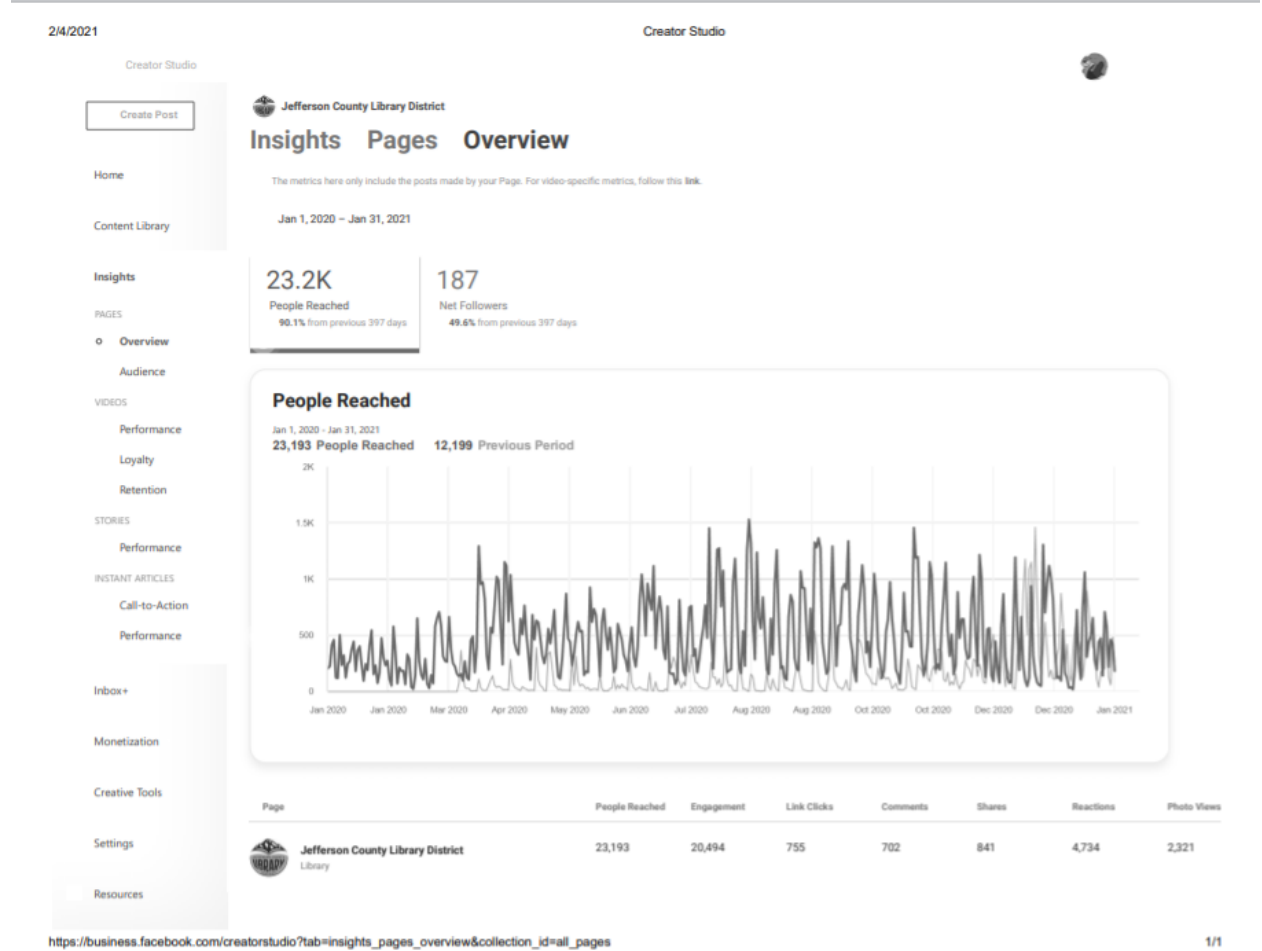 2/4/2021 Creator Studio
Creator Studio
Create Post
Home
Content Library
Insights
PAGES
Overview
Audience
VIDEOS
Performance
Loyalty
Retention
STORIES
Performance
INSTANT ARTICLES
Call-to-Action
Performance
Inbox+
Monetization
Creative Tools
Settings
Resources
Jefferson County Library District
Insights Pages Overview
The metrics here only include the posts made by your Page. For video-specific metrics, follow this link.
Jan 1, 2020 – Jan 31, 2021
23.2K
People Reached
90.1% from previous 397 days
187
Net Followers
49.6% from previous 397 days
People Reached
Jan 1, 2020 - Jan 31, 2021
23,193 People Reached 12,199 Previous Period
2K
1.5K
1K
500
0
Jan 2020 Jan 2020 Mar 2020 Apr 2020 May 2020 Jun 2020 Jul 2020 Aug 2020 Aug 2020 Oct 2020 Oct 2020 Dec 2020 Dec 2020 Jan 2021
Page People Reached Engagement Link Clicks Comments Shares Reactions Photo Views
LIBRARY
Jefferson County Library District 23,193 20,494 755 702 841 4,734 2,321
Library
https://business.facebook.com/creatorstudio?tab=insights_pages_overview&collection_id=all_pages 1/1